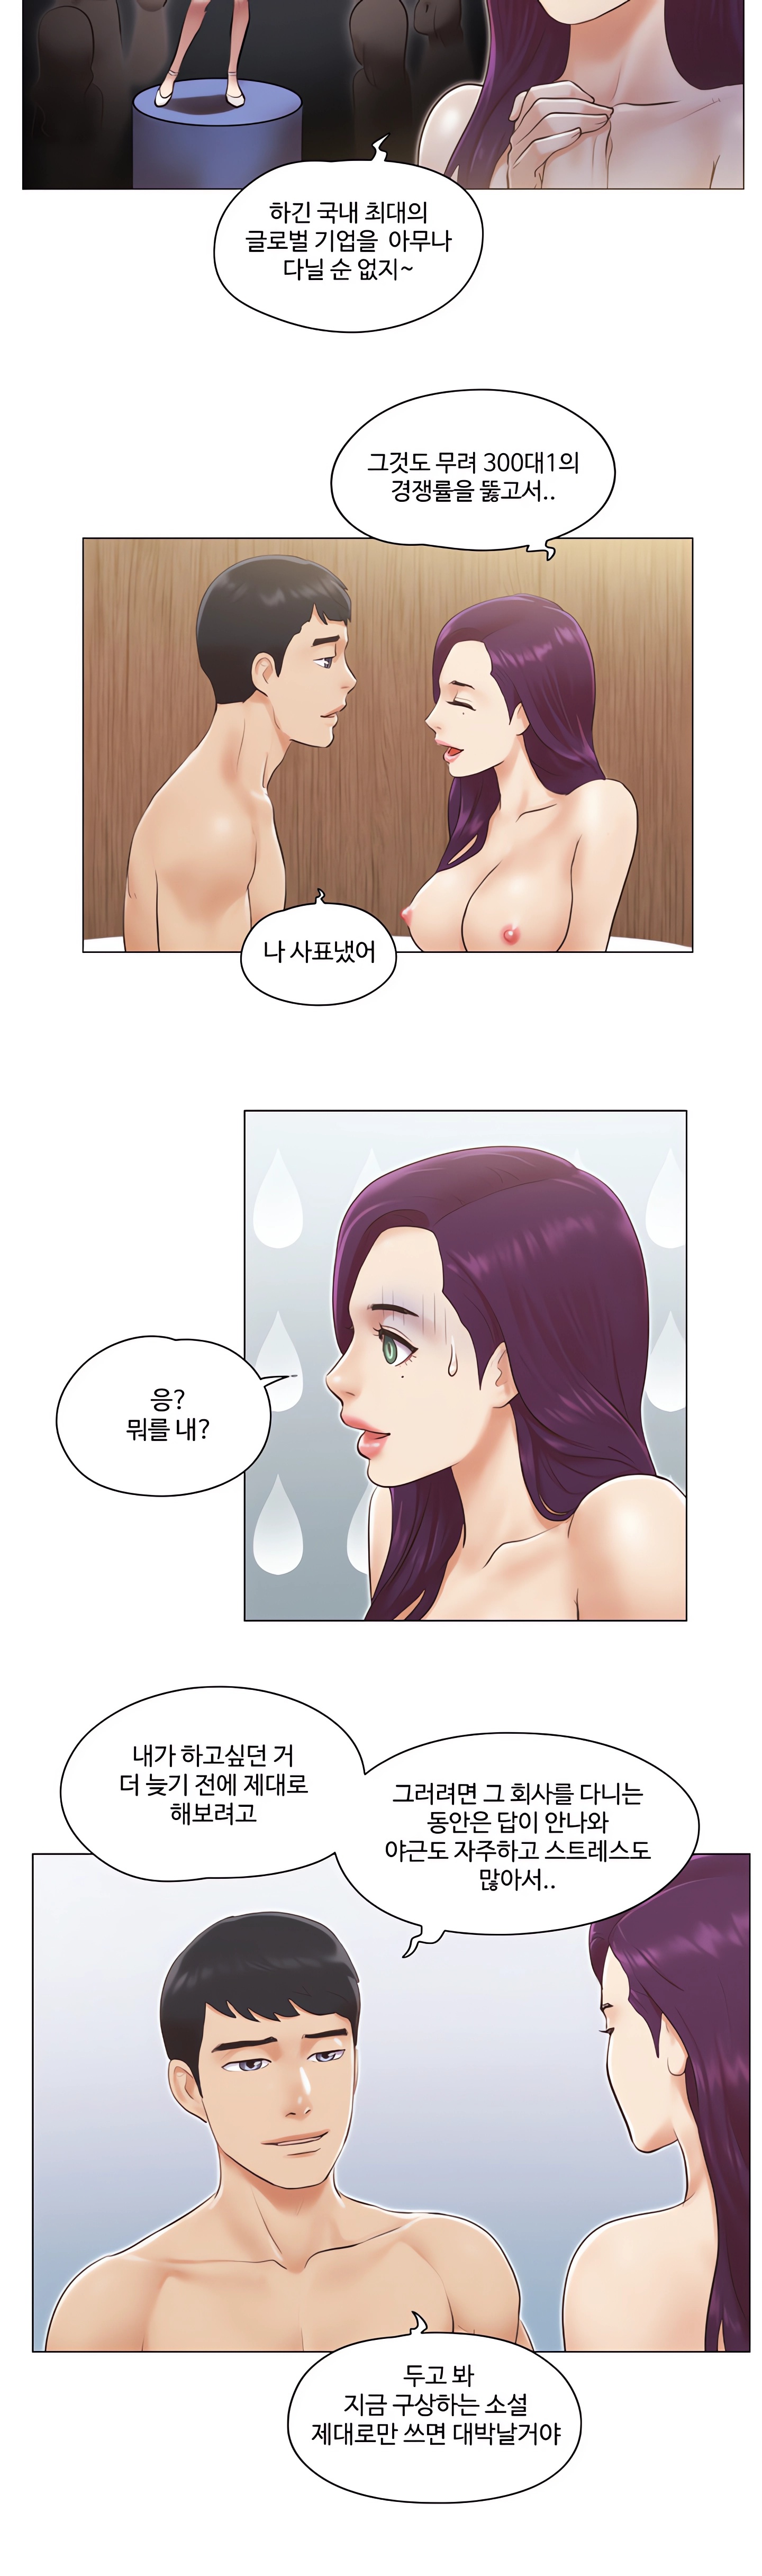 하긴 국내 최대의
글로벌 기업을 아무나
다닐 순 없지~
그것도 무려 300대1의
경쟁률을 뚫고서..
나 사표냈어
응?
뭐를 내?
내가 하고싶던 거
더 늦기 전에 제대로
해보려고
그러려면 그 회사를 다니는
동안은 답이 안나와
야근도 자주하고 스트레스도
많아서..
두고 봐
지금 구상하는 소설
제대로만 쓰면 대박날거야